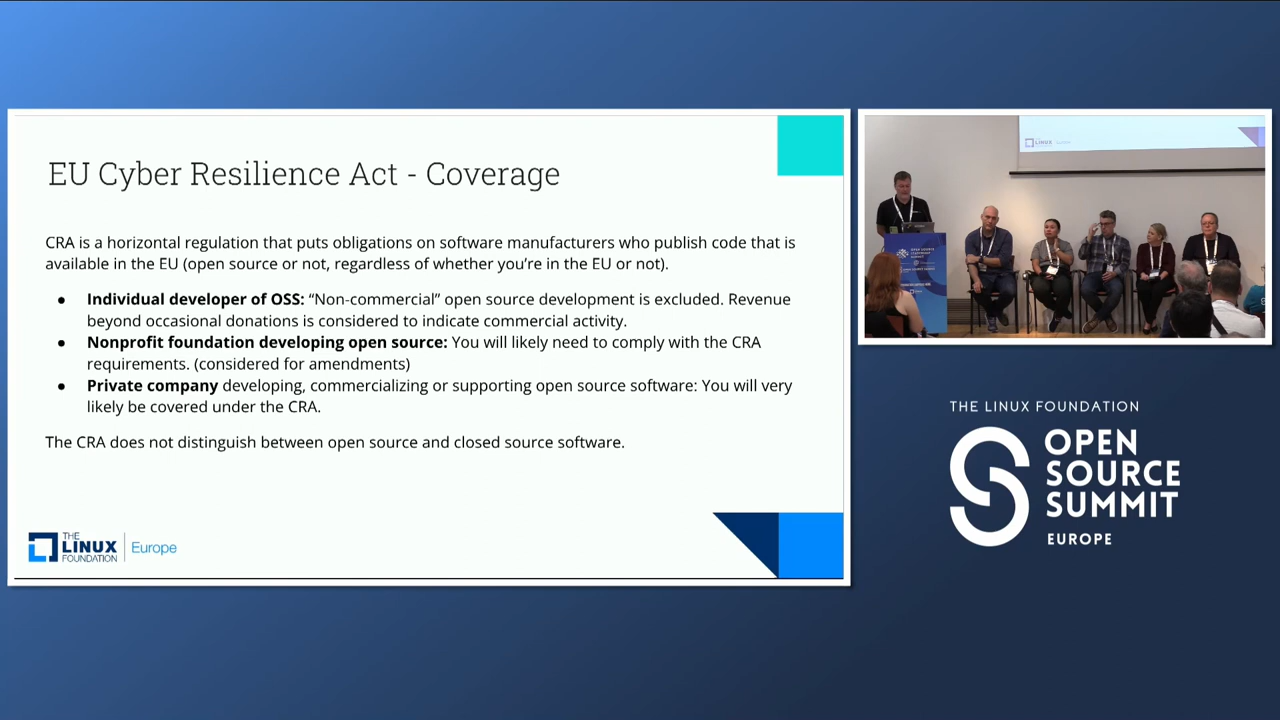 EU Cyber Resilience Act - Coverage
CRA is a horizontal regulation that puts obligations on software manufacturers who publish code that is
available in the EU (open source or not, regardless of whether you’re in the EU or not).
● Individual developer of OSS: “Non-commercial” open source development is excluded. Revenue
beyond occasional donations is considered to indicate commercial activity.
● Nonprofit foundation developing open source: You will likely need to comply with the CRA
requirements. (considered for amendments)
● Private company developing, commercializing or supporting open source software: You will very
likely be covered under the CRA.
The CRA does not distinguish between open source and closed source software.
THE
LINUX
FOUNDATION
Europe
LINUX
THE LINUX FOUNDATION
OPEN
SOURCE
SUMMIT
EUROPE